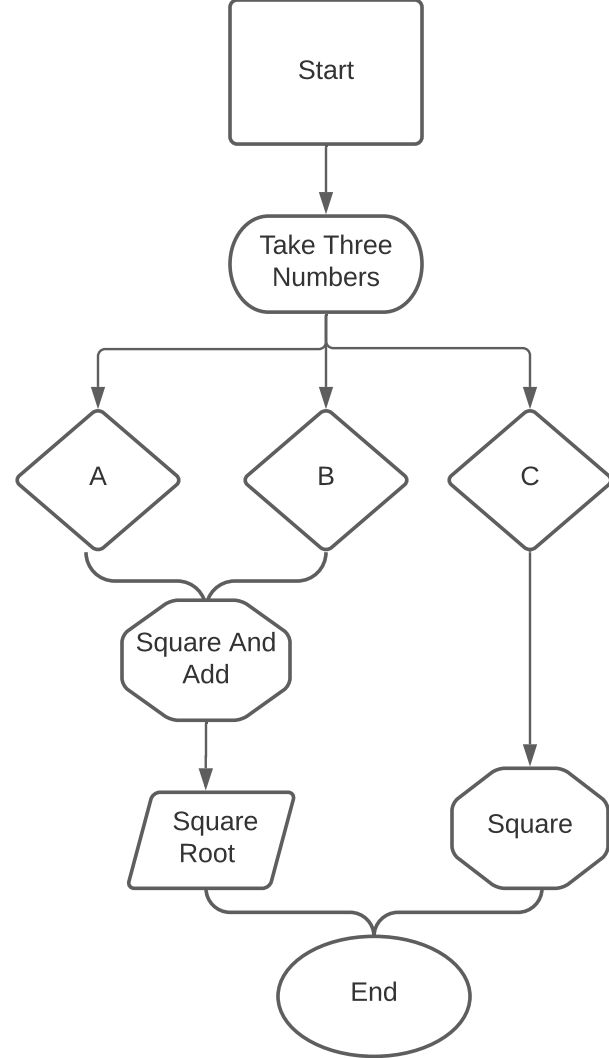 Start
Take Three
Numbers
A
B
C
Square And
Add
Square
Root
Square
End